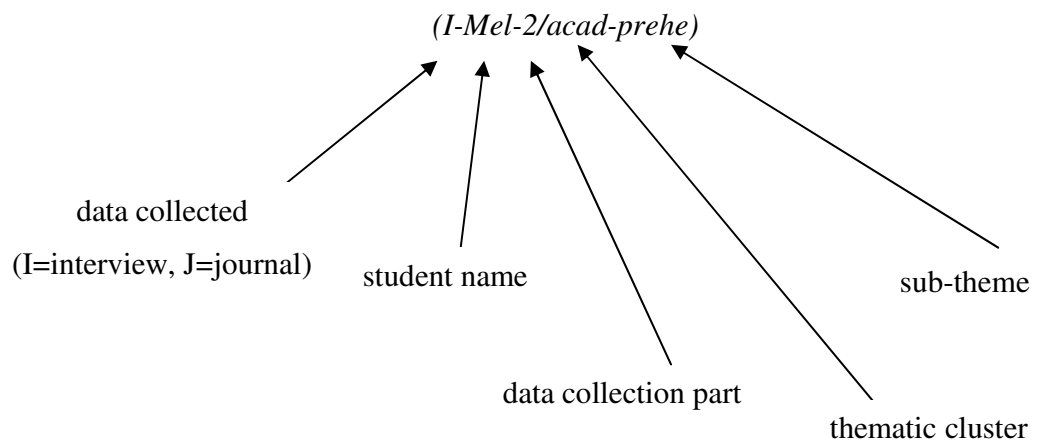 (I-Mel-2/acad-prehe)
data collected
(I=interview, J=journal)
student name
sub-theme
data collection part
thematic cluster